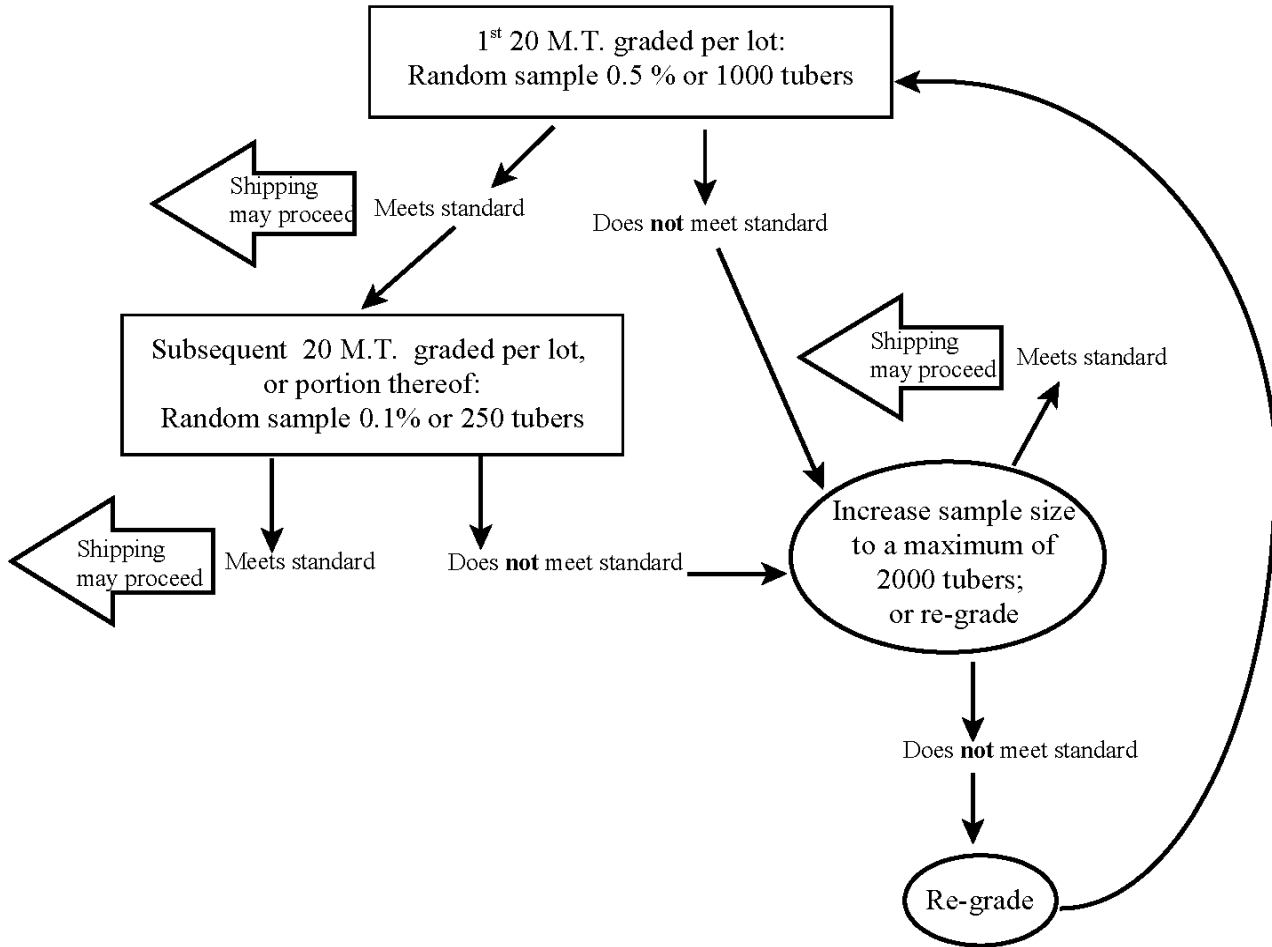 1st 20 M.T. graded per lot:
Random sample 0.5 % or 1000 tubers
Shipping
may proceed
Meets standard
Does not meet standard
Subsequent 20 M.T. graded per lot,
or portion thereof:
Random sample 0.1% or 250 tubers
Shipping
may proceed
Meets standard
Shipping
may proceed
Meets standard
Does not meet standard
Increase sample size
to a maximum of
2000 tubers;
or re-grade
Does not meet standard
Re-grade